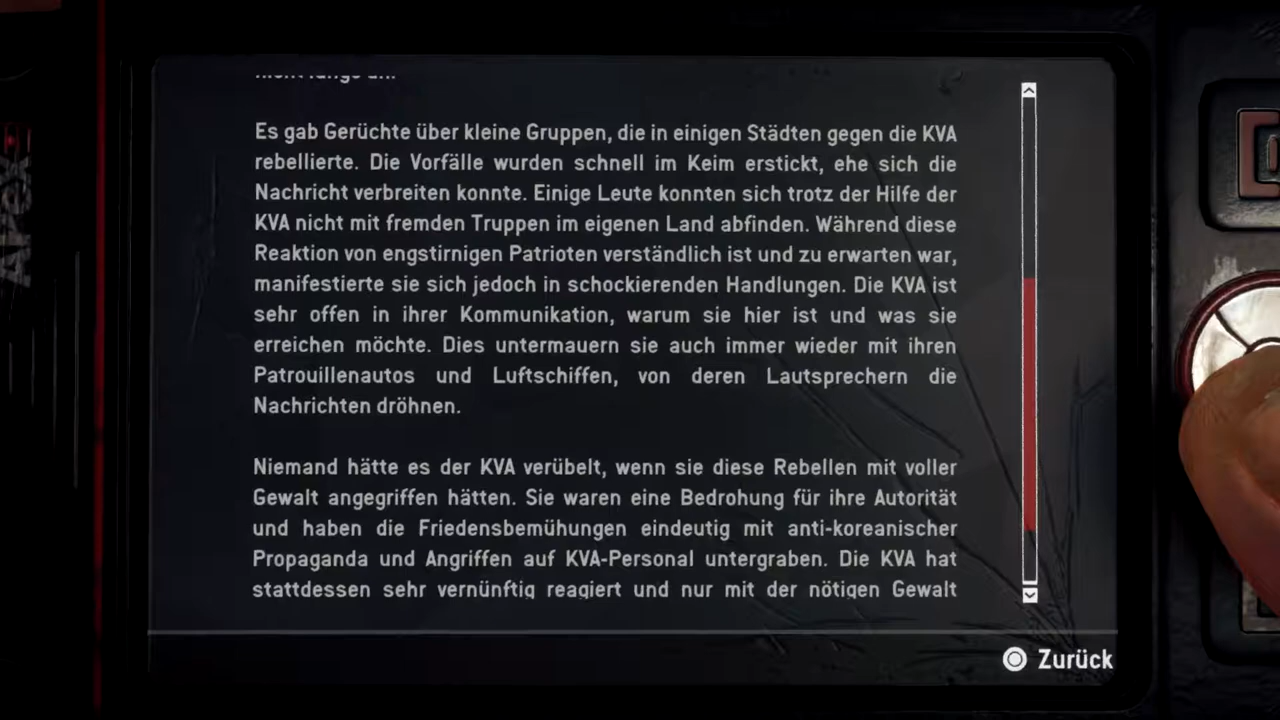 Es gab Gerüchte über kleine Gruppen, die in einigen Städten gegen die KVA
rebellierte. Die Vorfälle wurden schnell im Keim erstickt, ehe sich die
Nachricht verbreiten konnte. Einige Leute konnten sich trotz der Hilfe der
KVA nicht mit fremden Truppen im eigenen Land abfinden. Während diese
Reaktion von engstirnigen Patrioten verständlich ist und zu erwarten war,
manifestierte sie sich jedoch in schockierenden Handlungen. Die KVA ist
sehr offen in ihrer Kommunikation, warum sie hier ist und was sie
erreichen möchte. Dies untermauern sie auch immer wieder mit ihren
Patrouillenautos und Luftschiffen, von deren Lautsprechern die
Nachrichten dröhnen.
Niemand hätte es der KVA verübelt, wenn sie diese Rebellen mit voller
Gewalt angegriffen hätten. Sie waren eine Bedrohung für ihre Autorität
und haben die Friedensbemühungen eindeutig mit anti-koreanischer
Propaganda und Angriffen auf KVA-Personal untergraben. Die KVA hat
stattdessen sehr vernünftig reagiert und nur mit der nötigen Gewalt
Zurück
Apex